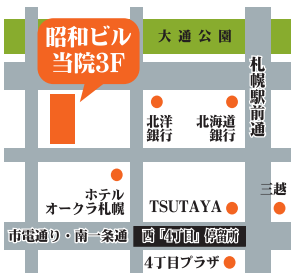 昭和ビル
当院3F
大通公園
札幌駅前通
北洋
銀行
北海道
銀行
ホテル
オークラ札幌
TSUTAYA
三越
市電通り・南一条通
西「4丁目」停留所
4丁目プラザ